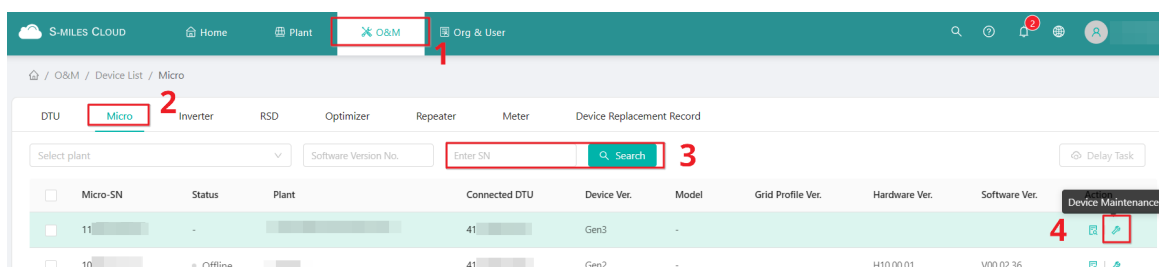 S-MILES CLOUD Home Plant O&M Org & User 2
1
/ O&M / Device List / Micro
2
DTU Micro Inverter RSD Optimizer Repeater Meter Device Replacement Record
Select plant Software Version No. Enter SN Search 3 Delay Task
Micro-SN Status Plant Connected DTU Device Ver. Model Grid Profile Ver. Hardware Ver. Software Ver. Action
Device Maintenance
11 - 41 Gen3 - 4
10 Offline 41 Gen2 - H10.00.01 V00.02.36